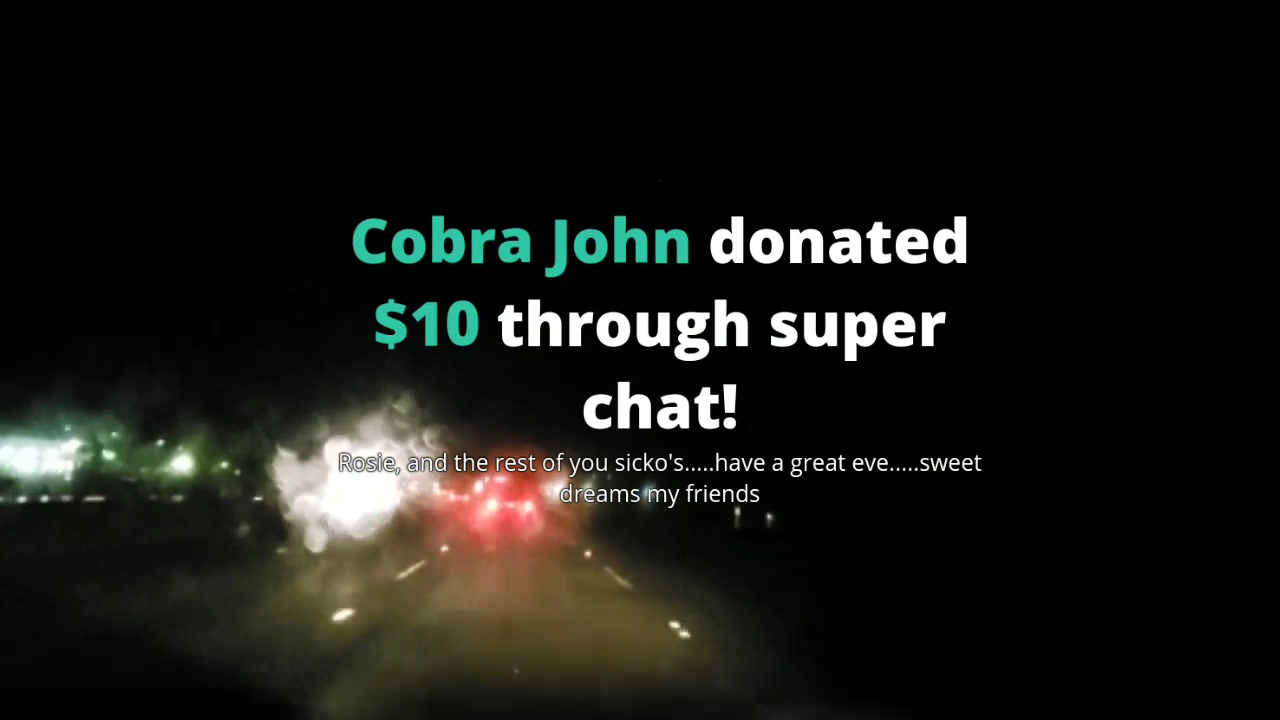 Cobra John donated
$10 through super
chat!
Rosie, and the rest of you sicko's.....have a great eve.....sweet
dreams my friends